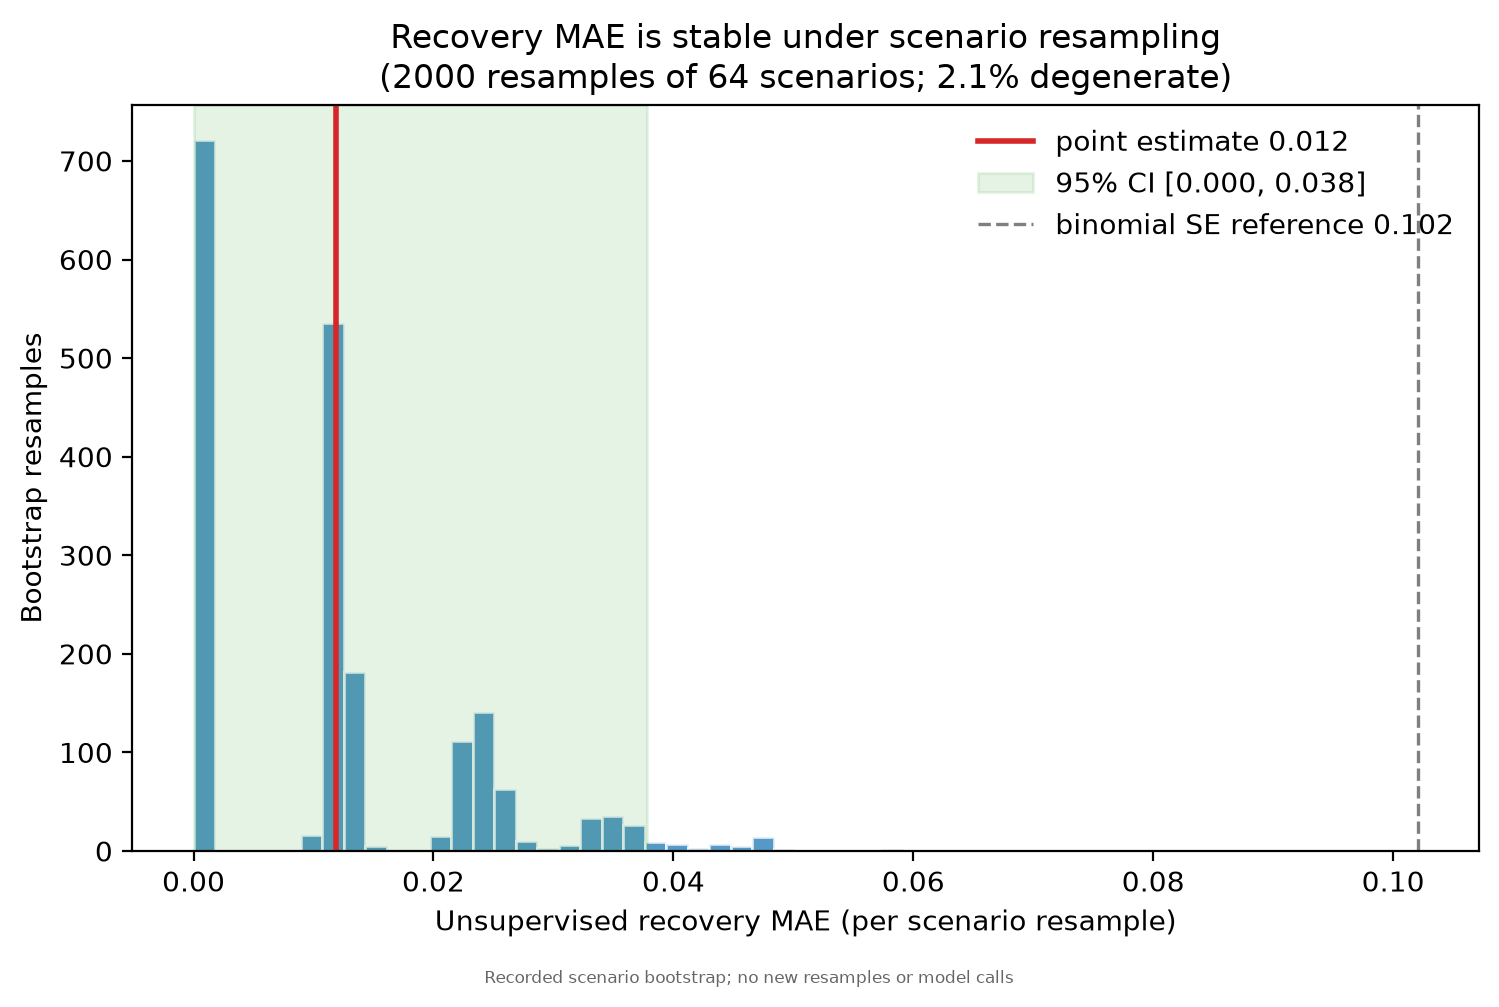 Recovery MAE is stable under scenario resampling
(2000 resamples of 64 scenarios; 2.1% degenerate)
point estimate 0.012
95% CI [0.000, 0.038]
binomial SE reference 0.102
Bootstrap resamples
700
600
500
400
300
200
100
0
0.00 0.02 0.04 0.06 0.08 0.10
Unsupervised recovery MAE (per scenario resample)
Recorded scenario bootstrap; no new resamples or model calls